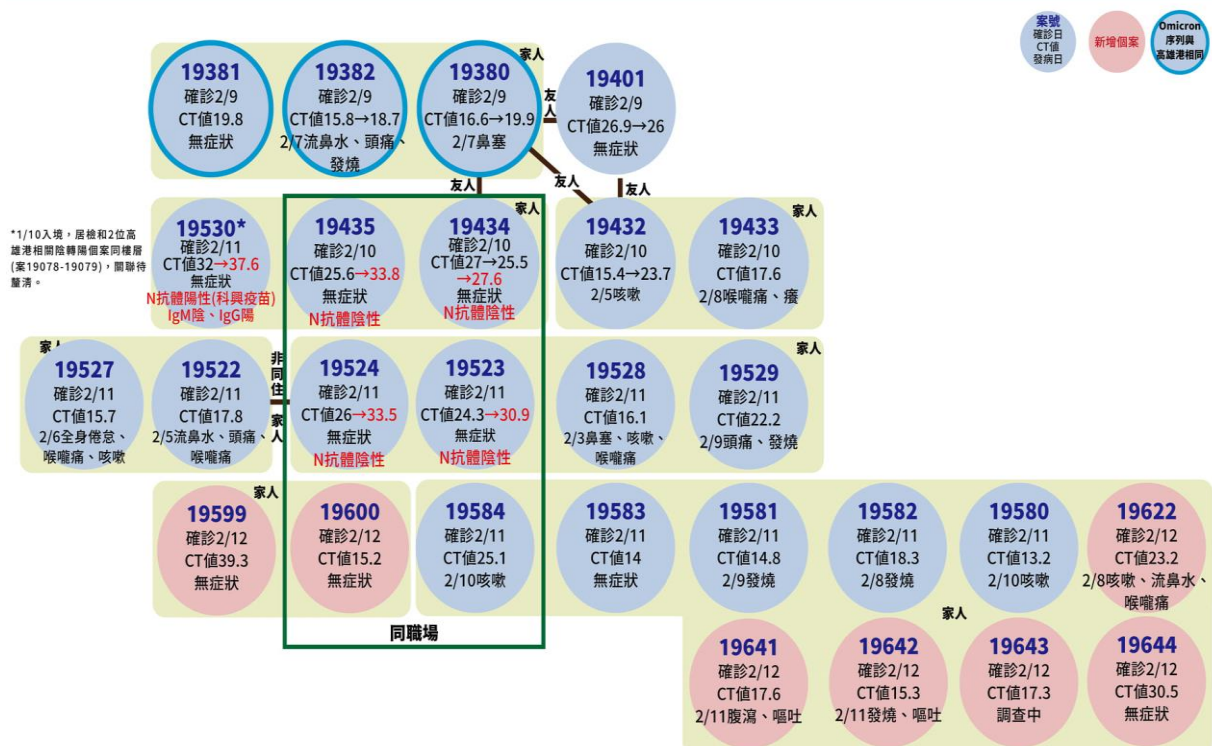 案號
確診日
CT值
發病日
新增個案
Omicron
序列與
高雄港相同
家人
19381
確診2/9
CT值19.8
無症狀
19382
確診2/9
CT值15.8→18.7
2/7流鼻水、頭痛、
發燒
19380
確診2/9
CT值16.6→19.9
2/7鼻塞
友人
19401
確診2/9
CT值26.9→26
無症狀
友人
友人
友人
*1/10入境，居檢和2位高
雄港相關陰轉陽個案同樓層
(案19078-19079)，關聯待
釐清。
19530*
確診2/11
CT值32→37.6
無症狀
N抗體陽性(科興疫苗)
IgM陰、IgG陽
19435
確診2/10
CT值25.6→33.8
無症狀
N抗體陰性
家人
19434
確診2/10
CT值27→25.5
→27.6
無症狀
N抗體陰性
19432
確診2/10
CT值15.4→23.7
2/5咳嗽
家人
19433
確診2/10
CT值17.6
2/8喉嚨痛、癢
家人
19527
確診2/11
CT值15.7
2/6全身倦怠、
喉嚨痛、咳嗽
19522
確診2/11
CT值17.8
2/5流鼻水、頭痛、
喉嚨痛
非同住
家人
19524
確診2/11
CT值26→33.5
無症狀
N抗體陰性
19523
確診2/11
CT值24.3→30.9
無症狀
N抗體陰性
19528
確診2/11
CT值16.1
2/3鼻塞、咳嗽、
喉嚨痛
家人
19529
確診2/11
CT值22.2
2/9頭痛、發燒
19599
確診2/12
CT值39.3
無症狀
家人
19600
確診2/12
CT值15.2
無症狀
19584
確診2/11
CT值25.1
2/10咳嗽
19583
確診2/11
CT值14
無症狀
19581
確診2/11
CT值14.8
2/9發燒
19582
確診2/11
CT值18.3
2/8發燒
19580
確診2/11
CT值13.2
2/10咳嗽
19622
確診2/12
CT值23.2
2/8咳嗽、流鼻水、
喉嚨痛
同職場
家人
19641
確診2/12
CT值17.6
2/11腹瀉、嘔吐
19642
確診2/12
CT值15.3
2/11發燒、嘔吐
19643
確診2/12
CT值17.3
調查中
19644
確診2/12
CT值30.5
無症狀